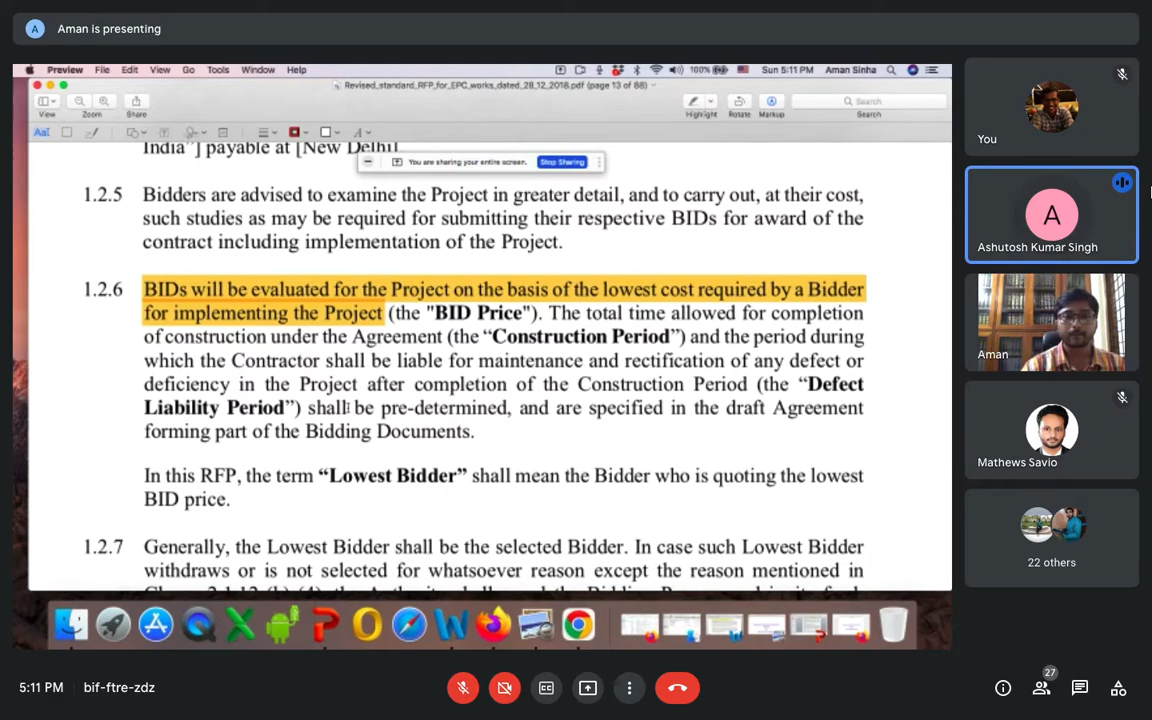 A
Aman is presenting
Preview File Edit View Go Tools Window Help 100% Sun 5:11 PM Aman Sinha
Revised_standard_RFP_for_EPC_works_dated_28_12_2018.pdf (page 13 of 88)
View Zoom Share Highlight Rotate Markup Search
Search
India"] payable at [New Delhi]
You are sharing your entire screen. Stop Sharing
1.2.5 Bidders are advised to examine the Project in greater detail, and to carry out, at their cost,
such studies as may be required for submitting their respective BIDs for award of the
contract including implementation of the Project.
1.2.6 BIDs will be evaluated for the Project on the basis of the lowest cost required by a Bidder
for implementing the Project (the "BID Price"). The total time allowed for completion
of construction under the Agreement (the “Construction Period”) and the period during
which the Contractor shall be liable for maintenance and rectification of any defect or
deficiency in the Project after completion of the Construction Period (the “Defect
Liability Period”) shall be pre-determined, and are specified in the draft Agreement
forming part of the Bidding Documents.
In this RFP, the term “Lowest Bidder” shall mean the Bidder who is quoting the lowest
BID price.
1.2.7 Generally, the Lowest Bidder shall be the selected Bidder. In case such Lowest Bidder
withdraws or is not selected for whatsoever reason except the reason mentioned in
You
A
Ashutosh Kumar Singh
Aman
Mathews Savio
22 others
5:11 PM bif-ftre-zdz
27